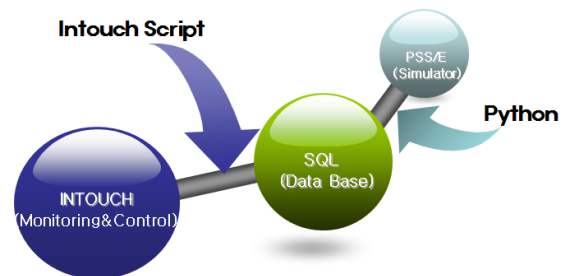 Intouch Script
PSS/E
(Simulator)
Python
SQL
(Data Base)
INTOUCH
(Monitoring&Control)